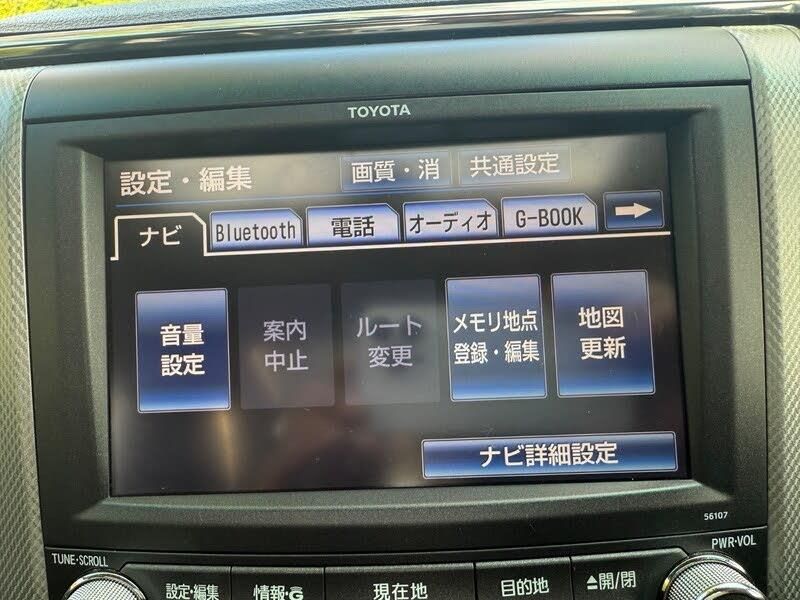 TOYOTA
設定・編集 画質・消 共通設定
ナビ Bluetooth 電話 オーディオ G-BOOK →
音量
設定
案内
中止
ルート
変更
メモリ地点
登録・編集
地図
更新
ナビ詳細設定
56107
TUNE・SCROLL PWR・VOL
設定・編集 情報・G 現在地 目的地 ⏏開/閉